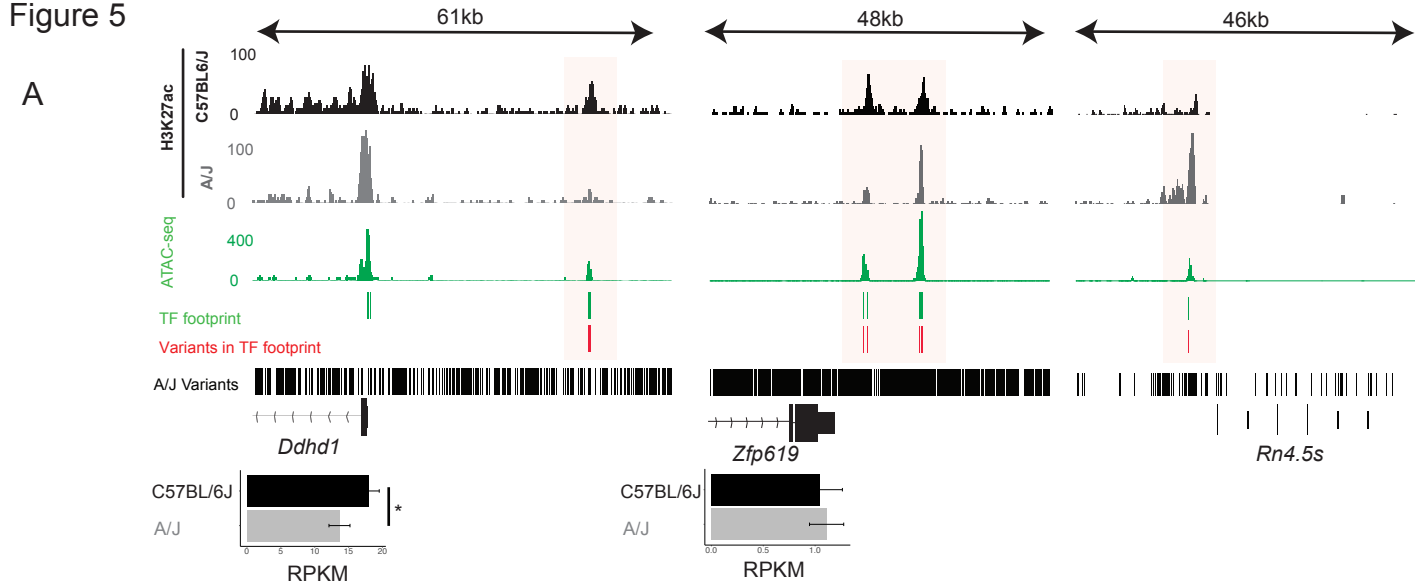 Figure 5
61kb
48kb
46kb
A
H3K27ac
C57BL6/J
100
0
A/J
100
0
ATAC-seq
400
0
TF footprint
Variants in TF footprint
A/J Variants
Ddhd1
Zfp619
Rn4.5s
C57BL/6J
A/J
*
0 5 10 15 20
RPKM
C57BL/6J
A/J
0.0 0.5 1.0
RPKM